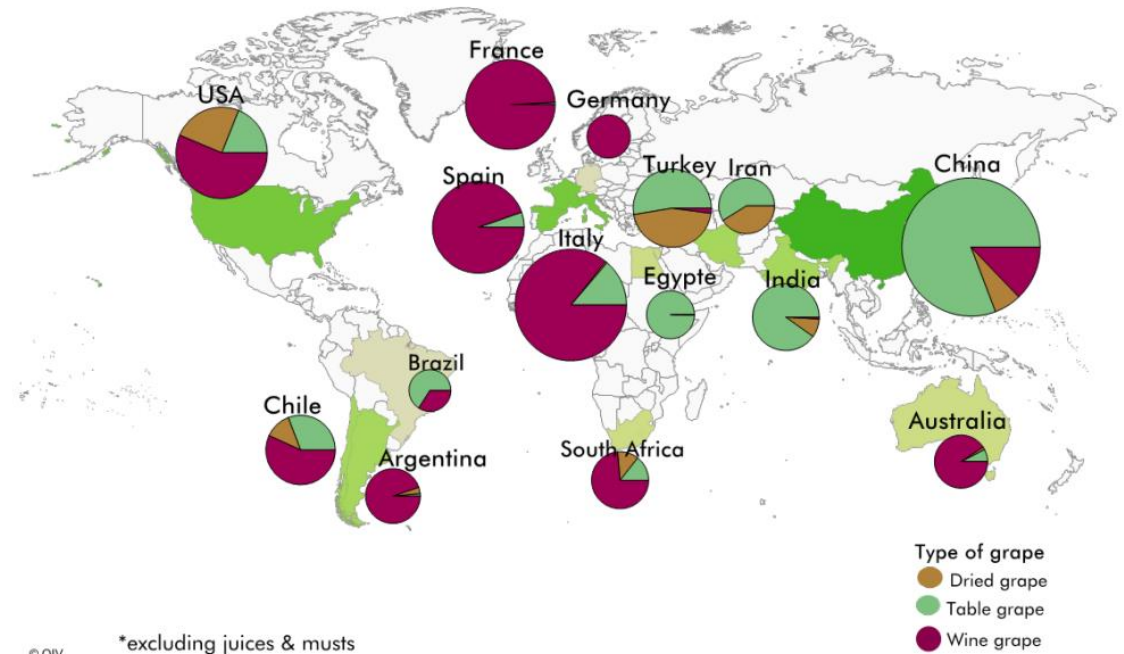 France
USA
Germany
Turkey
Iran
China
Spain
Italy
Egypte
India
Brazil
Chile
Australia
South Africa
Argentina
Type of grape
Dried grape
Table grape
Wine grape
*excluding juices & musts
© OIV